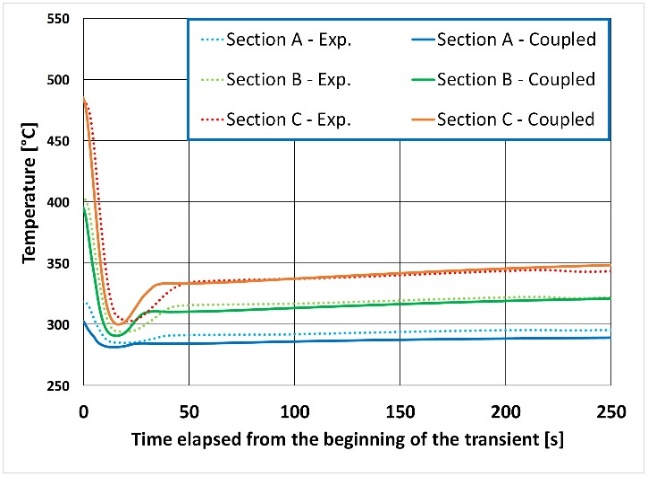 550
500
450
400
350
300
250
Temperature [°C]
Section A - Exp.
Section A - Coupled
Section B - Exp.
Section B - Coupled
Section C - Exp.
Section C - Coupled
0
50
100
150
200
250
Time elapsed from the beginning of the transient [s]